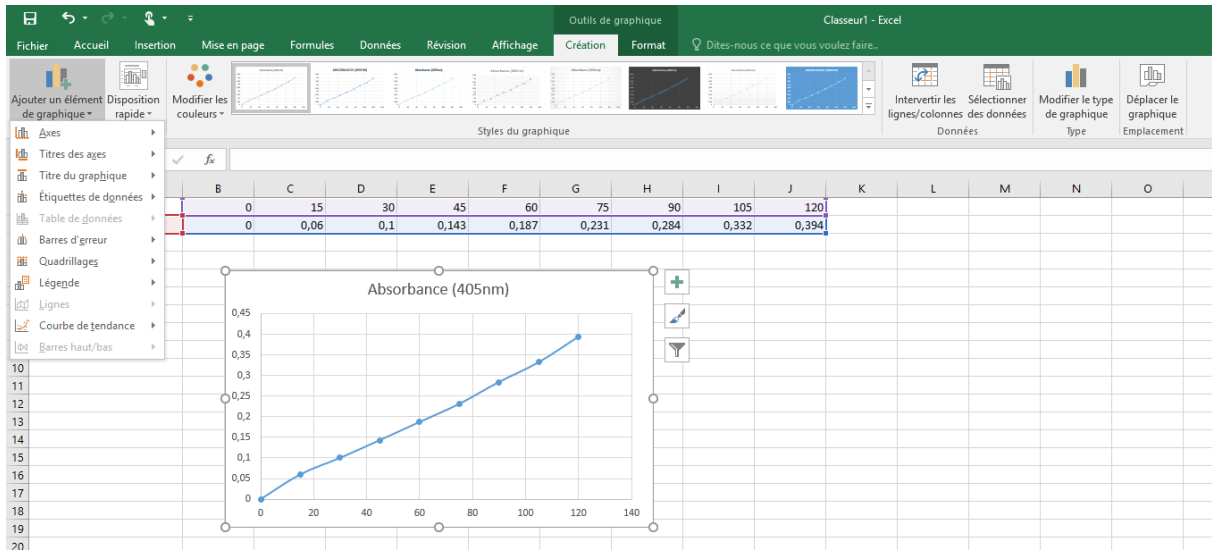 Outils de graphique
Classeur1 - Excel
Fichier Accueil Insertion Mise en page Formules Données Révision Affichage Création Format Dites-nous ce que vous voulez faire..
Ajouter un élément de graphique
Disposition rapide
Modifier les couleurs
Intervertir les lignes/colonnes
Sélectionner des données
Modifier le type de graphique
Déplacer le graphique
Styles du graphique
Données
Type
Emplacement
Axes
Titres des axes
Titre du graphique
Étiquettes de données
Table de données
Barres d'erreur
Quadrillages
Légende
Lignes
Courbe de tendance
Barres haut/bas
fx
B C D E F G H I J K L M N O
0 15 30 45 60 75 90 105 120
0 0,06 0,1 0,143 0,187 0,231 0,284 0,332 0,394
Absorbance (405nm)
0,45
0,4
0,35
0,3
0,25
0,2
0,15
0,1
0,05
0
0 20 40 60 80 100 120 140
10
11
12
13
14
15
16
17
18
19
20